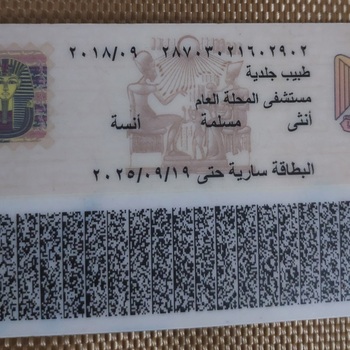 ٢٨٧٠٣٠٢١٦٠٢٩٠٢ ٢٠١٨/٠٩
طبيب جلدية
مستشفى المحلة العام
أنثى مسلمة آنسة
البطاقة سارية حتى ٢٠٢٥/٠٩/١٩